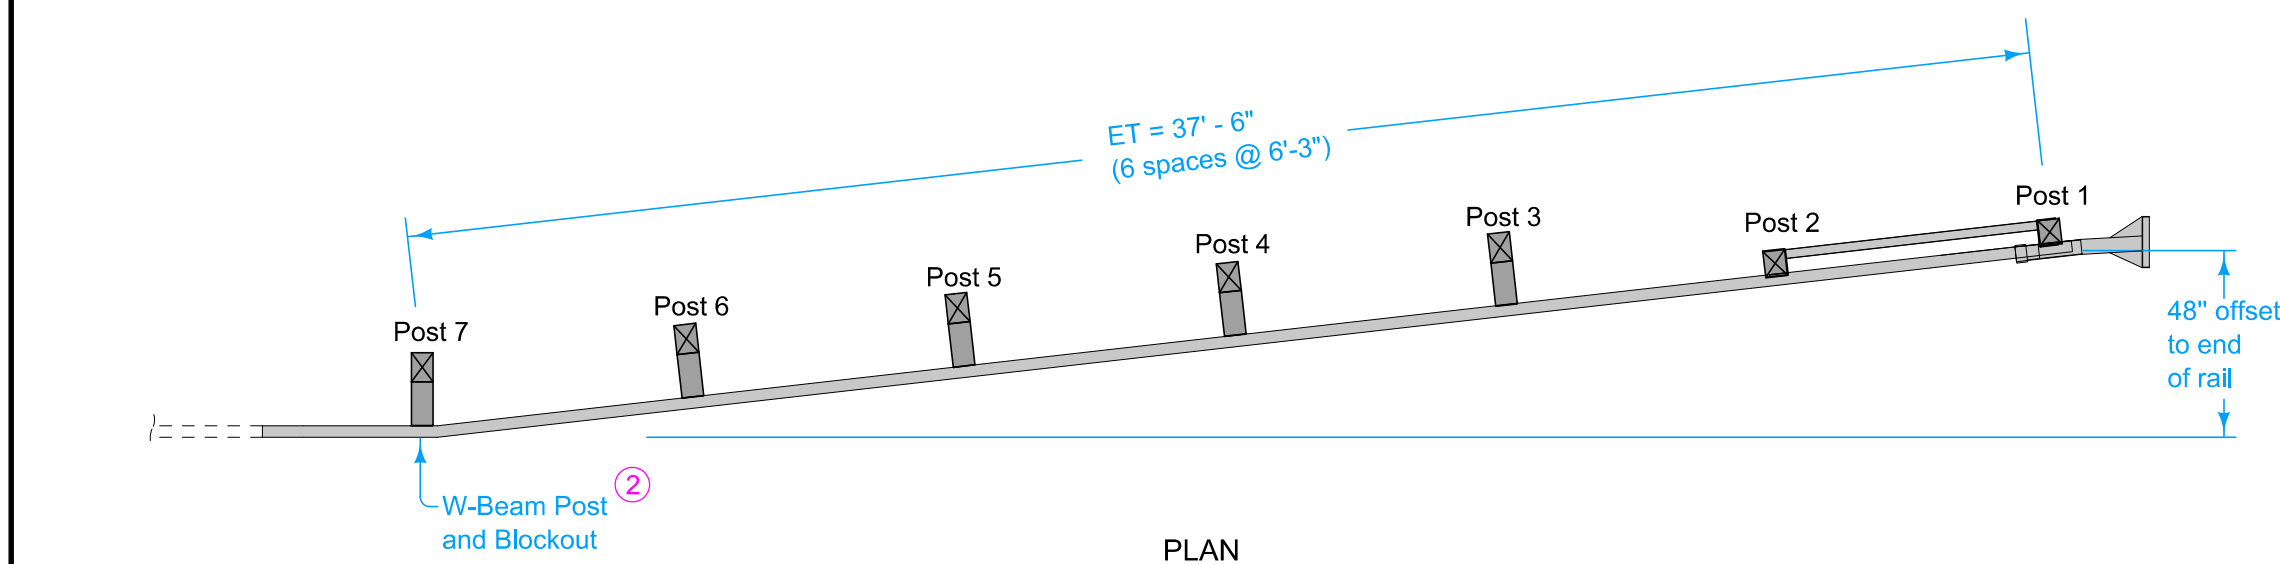 ET = 37' - 6"
(6 spaces @ 6'-3")
Post 1
Post 2
Post 3
Post 4
Post 5
Post 6
Post 7
48" offset
to end
of rail
2
W-Beam Post
and Blockout
PLAN